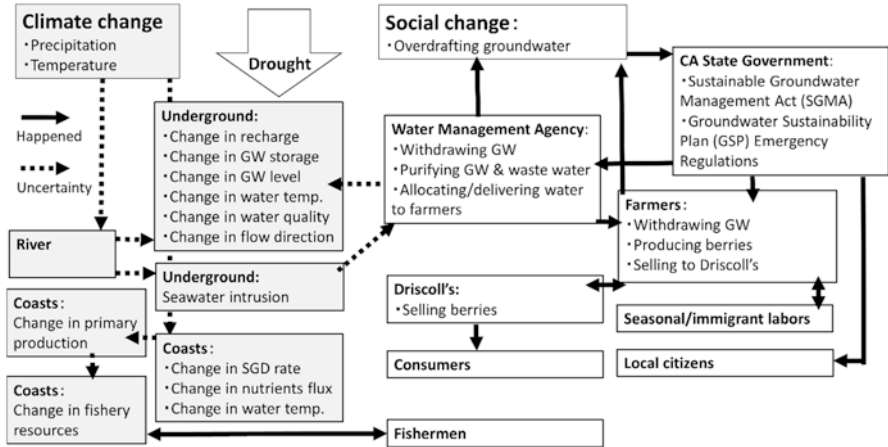 Climate change
・Precipitation
・Temperature
Drought
Social change：
・Overdrafting groundwater
CA State Government:
・Sustainable Groundwater
Management Act (SGMA)
・Groundwater Sustainability
Plan (GSP) Emergency
Regulations
Happened
Uncertainty
Underground:
・Change in recharge
・Change in GW storage
・Change in GW level
・Change in water temp.
・Change in water quality
・Change in flow direction
Water Management Agency:
・Withdrawing GW
・Purifying GW & waste water
・Allocating/delivering water
to farmers
Farmers:
・Withdrawing GW
・Producing berries
・Selling to Driscoll's
River
Underground:
Seawater intrusion
Driscoll's:
・Selling berries
Seasonal/immigrant labors
Coasts：
Change in primary
production
Coasts：
・Change in SGD rate
・Change in nutrients flux
・Change in water temp.
Consumers
Local citizens
Coasts：
Change in fishery
resources
Fishermen